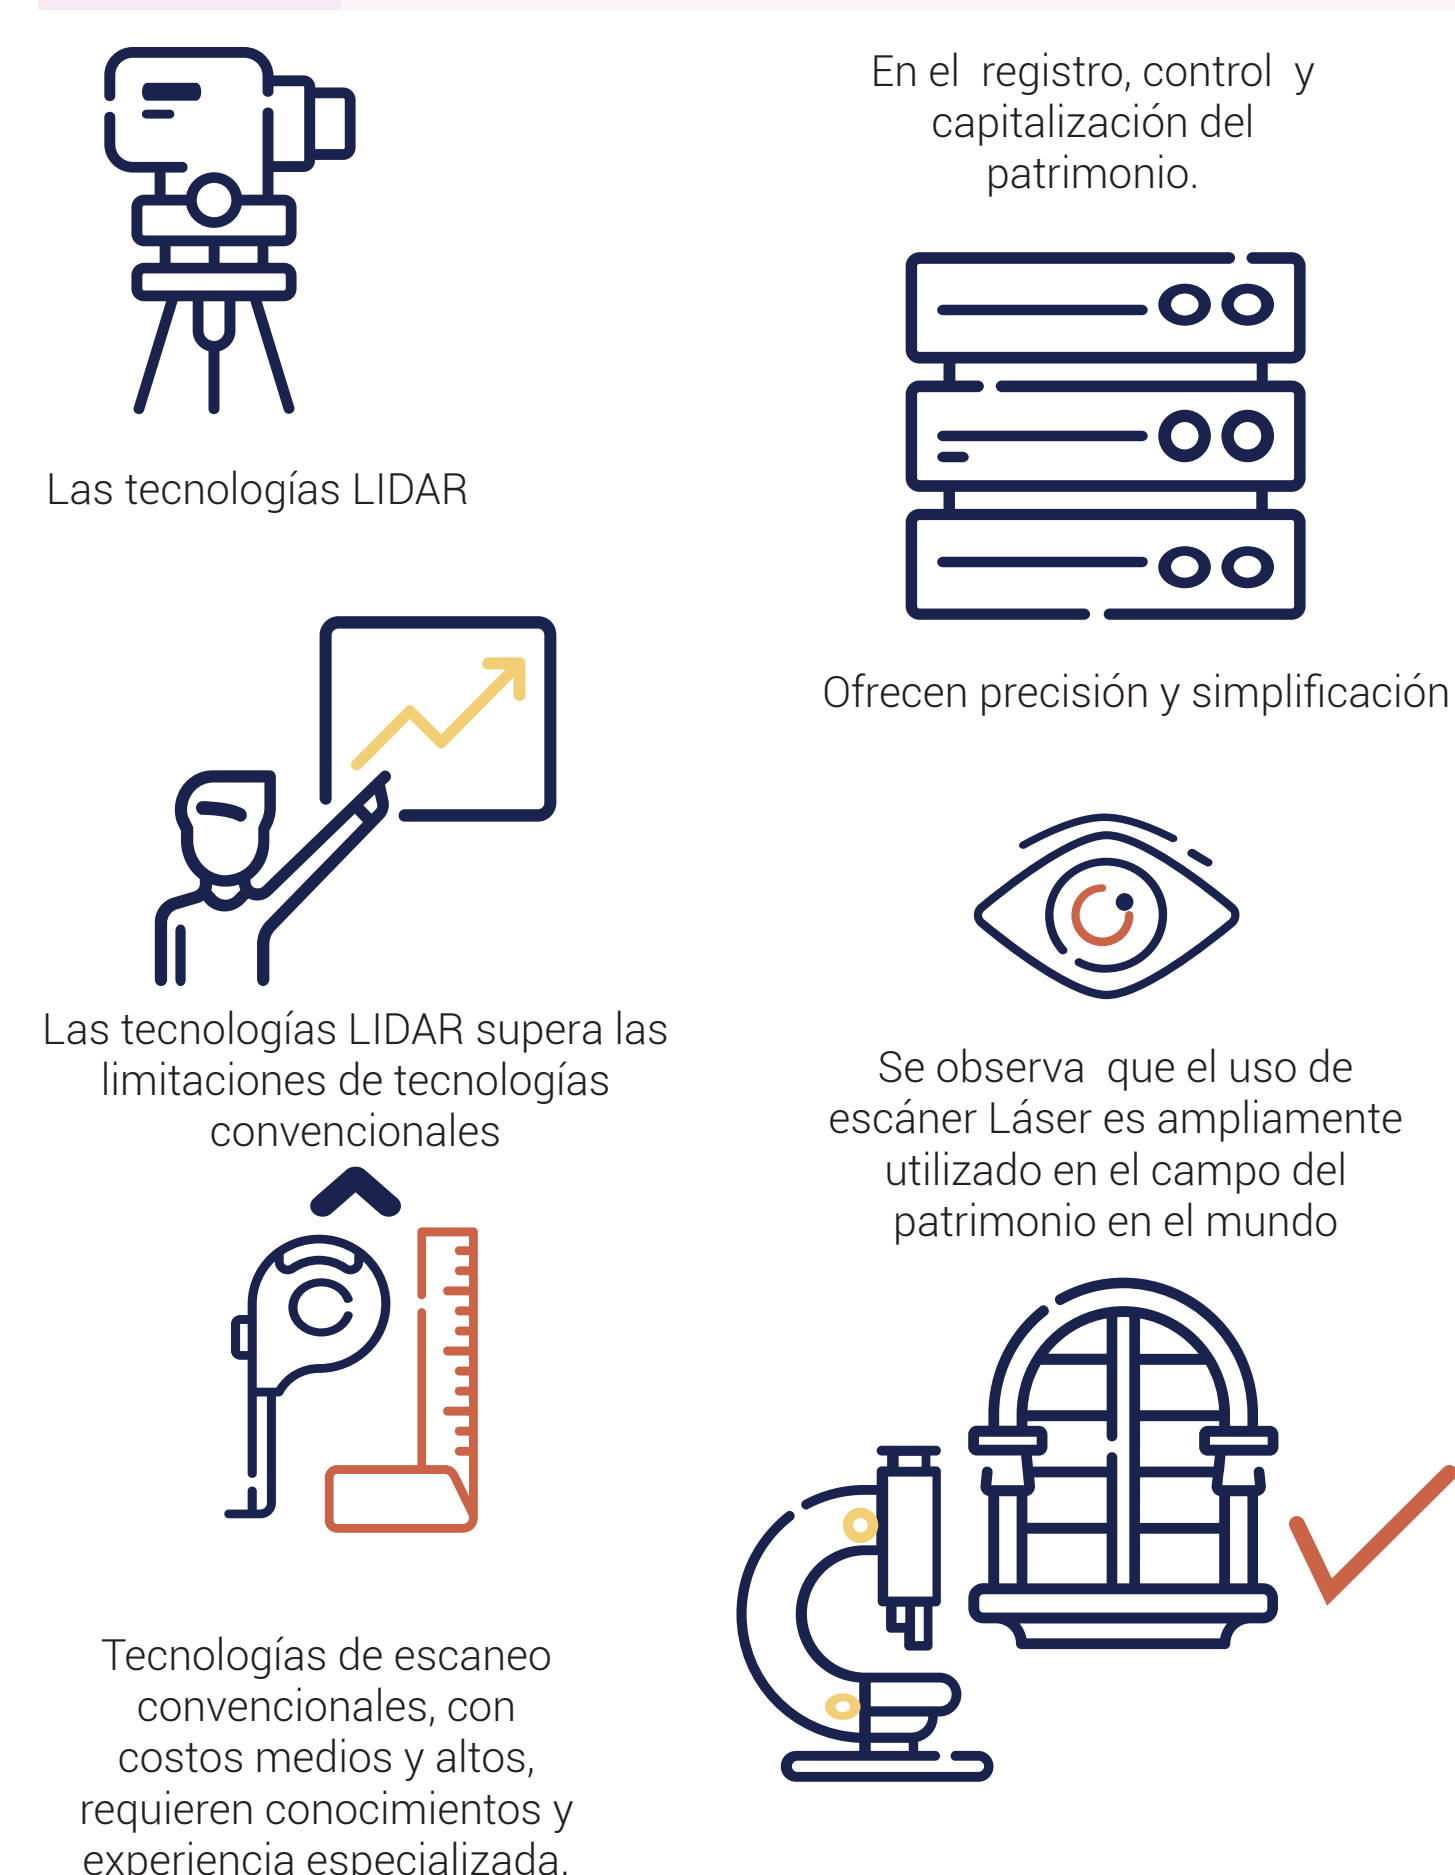 Las tecnologías LIDAR
Las tecnologías LIDAR supera las
limitaciones de tecnologías
convencionales
Tecnologías de escaneo
convencionales, con
costos medios y altos,
requieren conocimientos y
experiencia especializada.
En el registro, control y
capitalización del
patrimonio.
Ofrecen precisión y simplificación
Se observa que el uso de
escáner Láser es ampliamente
utilizado en el campo del
patrimonio en el mundo